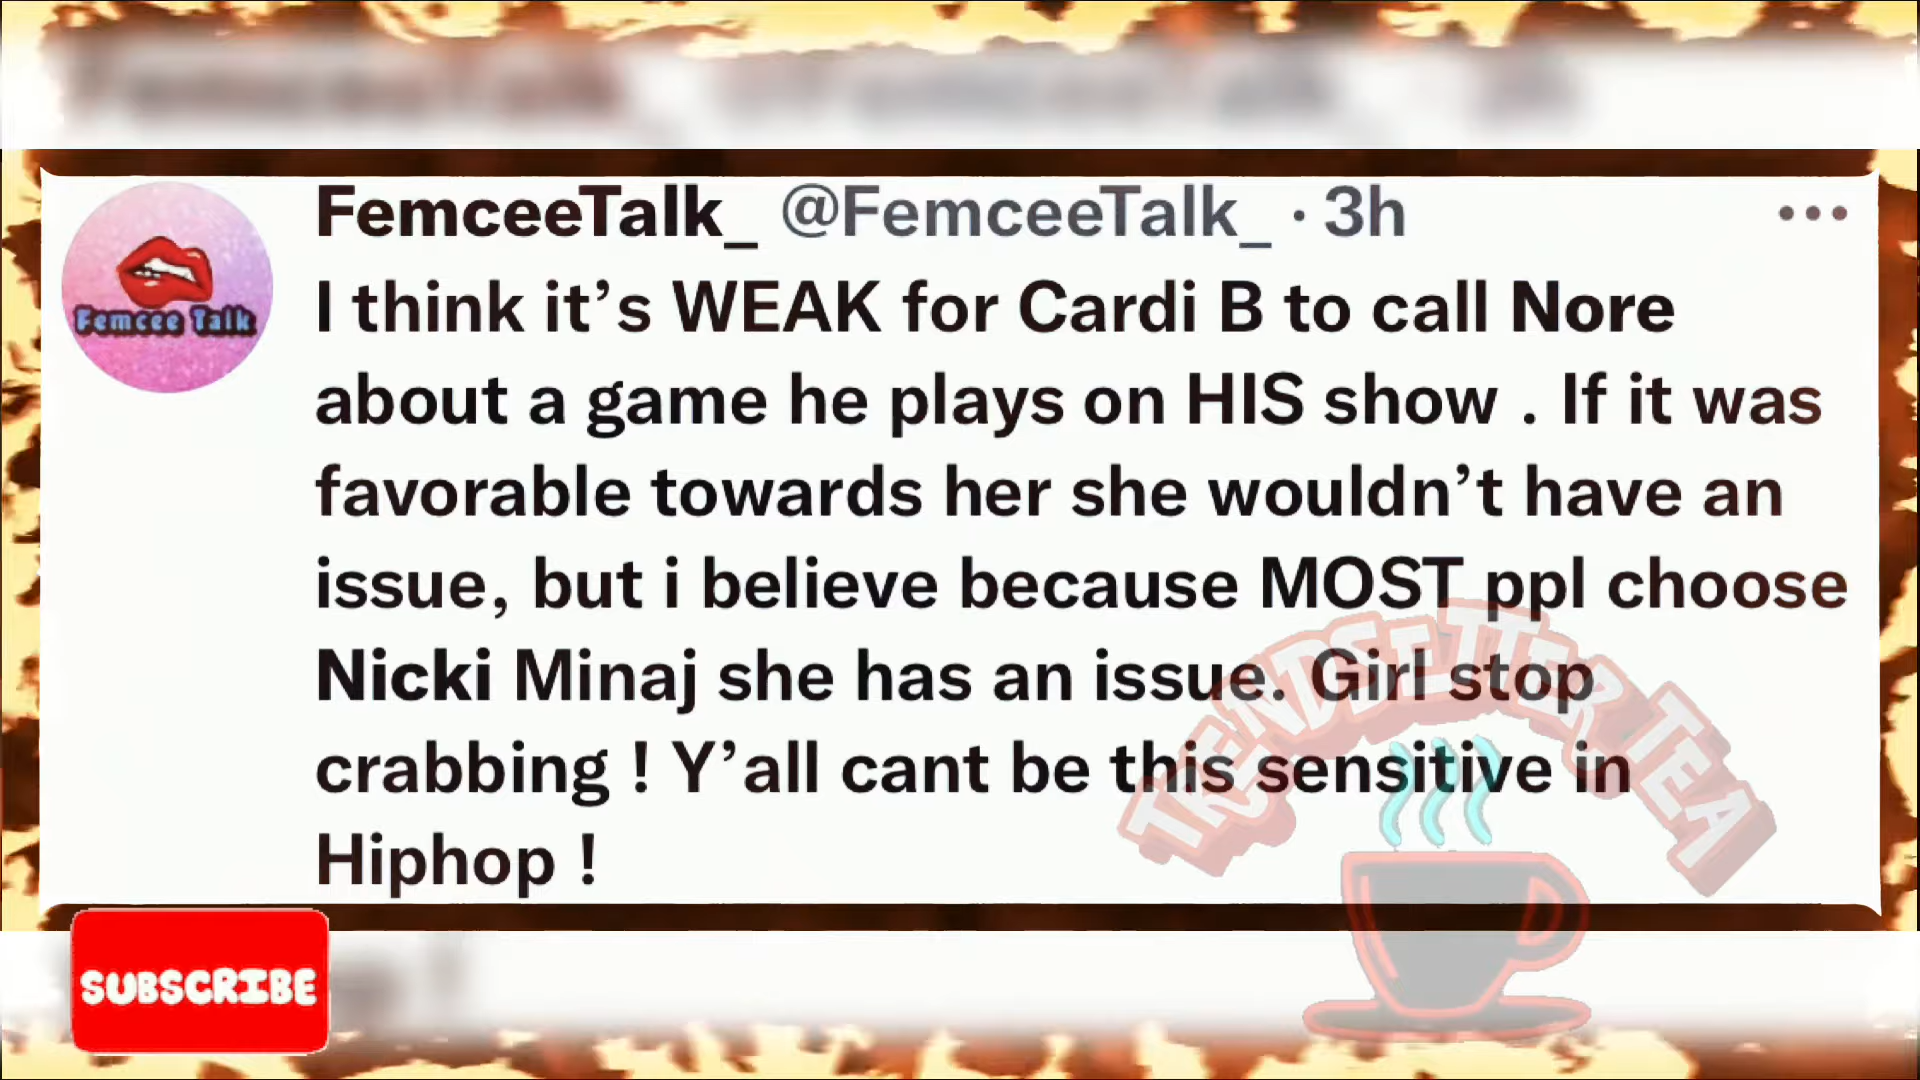 FemceeTalk_ @FemceeTalk_ · 3h
Femcee Talk
I think it’s WEAK for Cardi B to call Nore
about a game he plays on HIS show . If it was
favorable towards her she wouldn’t have an
issue, but i believe because MOST ppl choose
Nicki Minaj she has an issue. Girl stop
crabbing ! Y’all cant be this sensitive in
Hiphop !
TRENDSETTER TEA
SUBSCRIBE